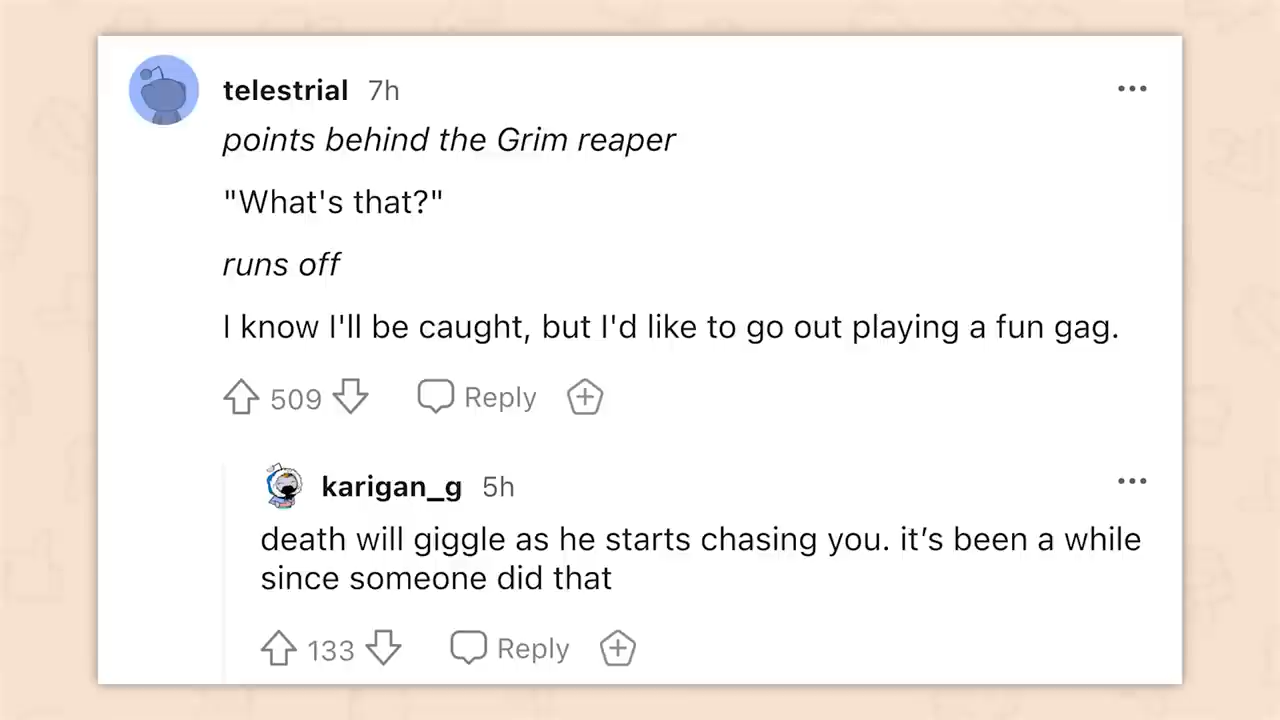 telestrial 7h
points behind the Grim reaper
"What's that?"
runs off
I know I'll be caught, but I'd like to go out playing a fun gag.
509 Reply
karigan_g 5h
death will giggle as he starts chasing you. it’s been a while
since someone did that
133 Reply